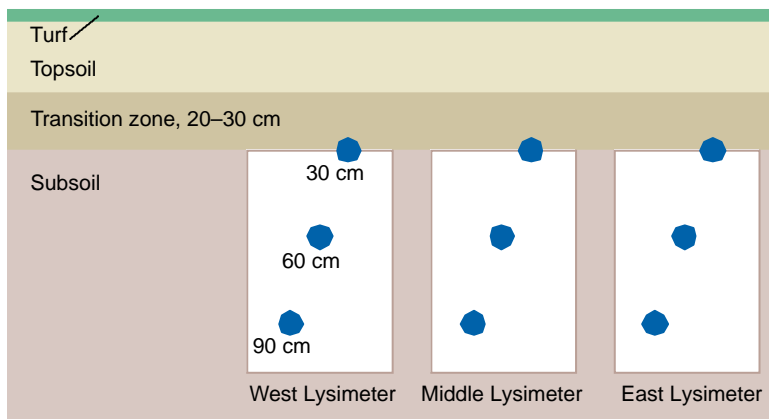 Turf
Topsoil
Transition zone, 20–30 cm
Subsoil
30 cm
60 cm
90 cm
West Lysimeter
Middle Lysimeter
East Lysimeter